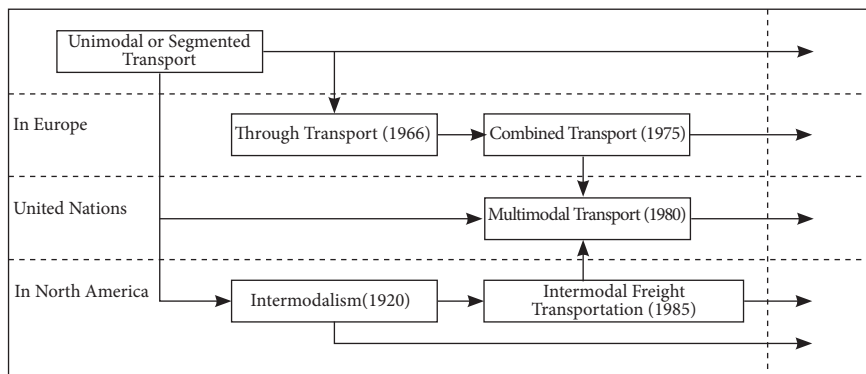 Unimodal or Segmented
Transport
In Europe
Through Transport (1966)
Combined Transport (1975)
United Nations
Multimodal Transport (1980)
In North America
Intermodalism(1920)
Intermodal Freight
Transportation (1985)